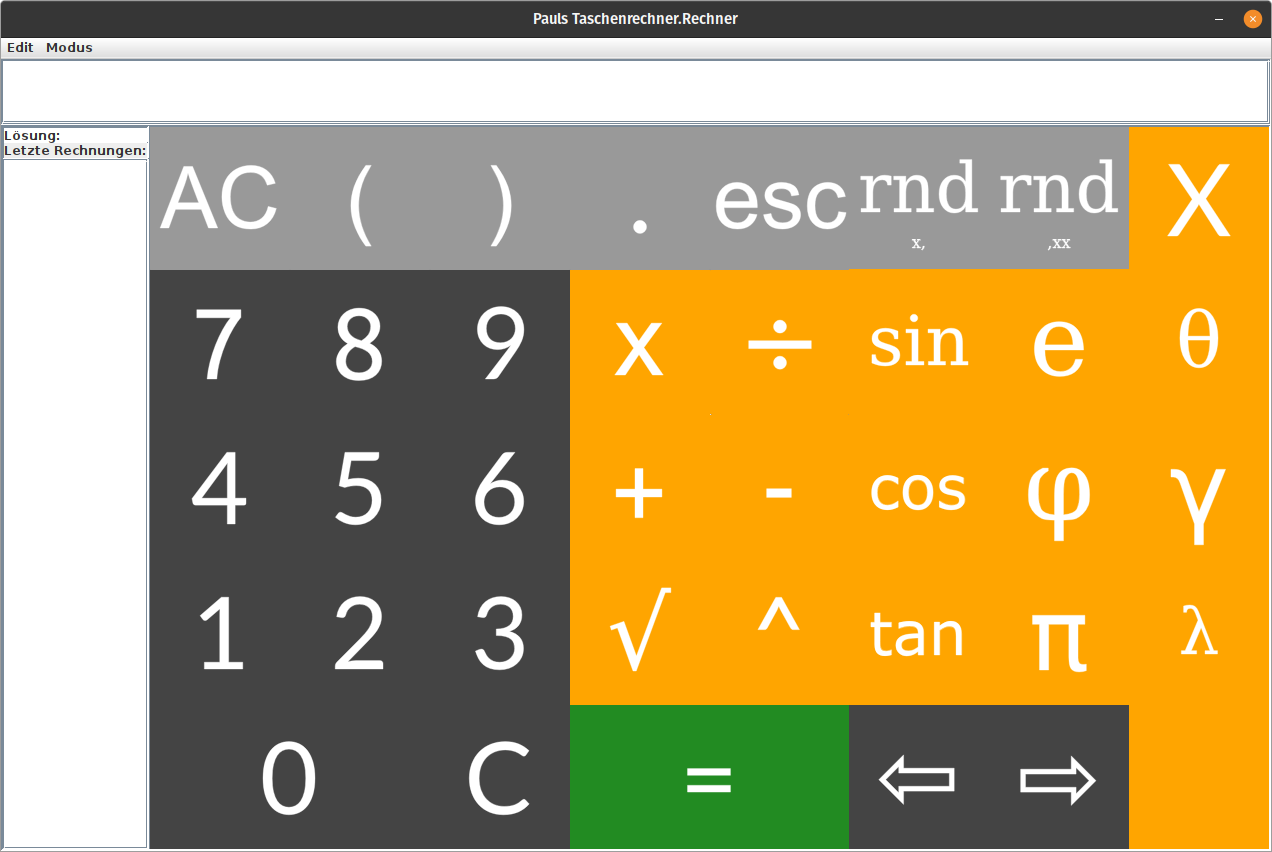 Pauls Taschenrechner.Rechner
Edit Modus
Lösung:
Letzte Rechnungen:
AC ( ) . esc rnd rnd X
x, ,xx
7 8 9 x ÷ sin e θ
4 5 6 + - cos φ γ
1 2 3 √ ^ tan π λ
0 C = ⇦ ⇨